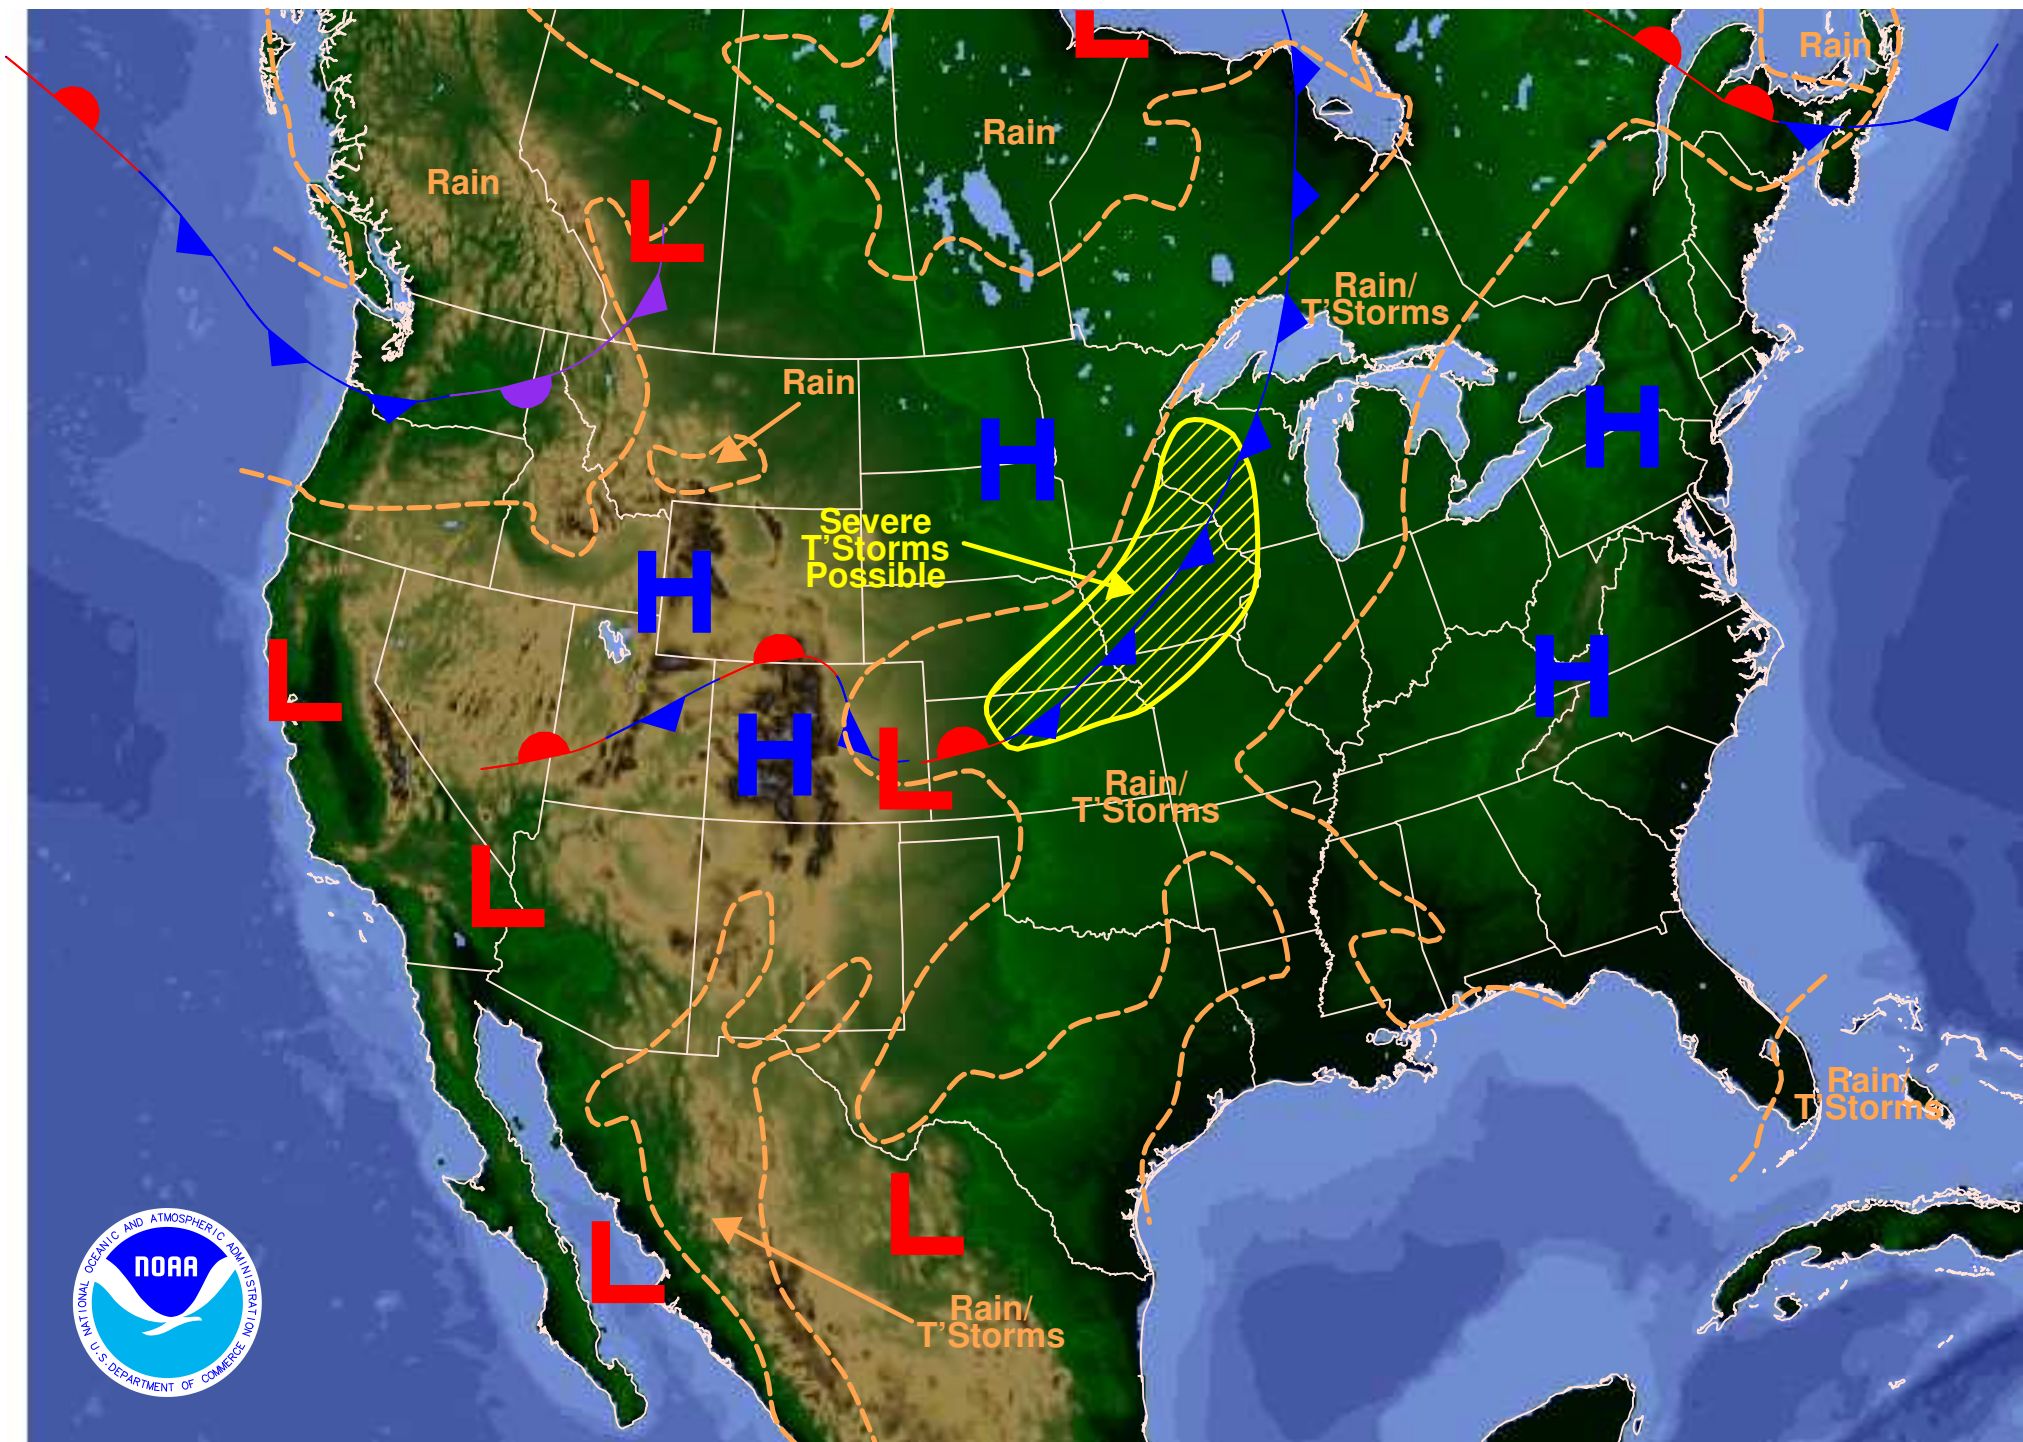 L
Rain
Rain
Rain
L
Rain/
T'Storms
Rain
H
H
Severe
T'Storms
Possible
H
H
L
H
L
Rain/
T'Storms
L
Rain/
T'Storms
L
L
Rain/
T'Storms
NATIONAL OCEANIC AND ATMOSPHERIC ADMINISTRATION
NOAA
U.S. DEPARTMENT OF COMMERCE